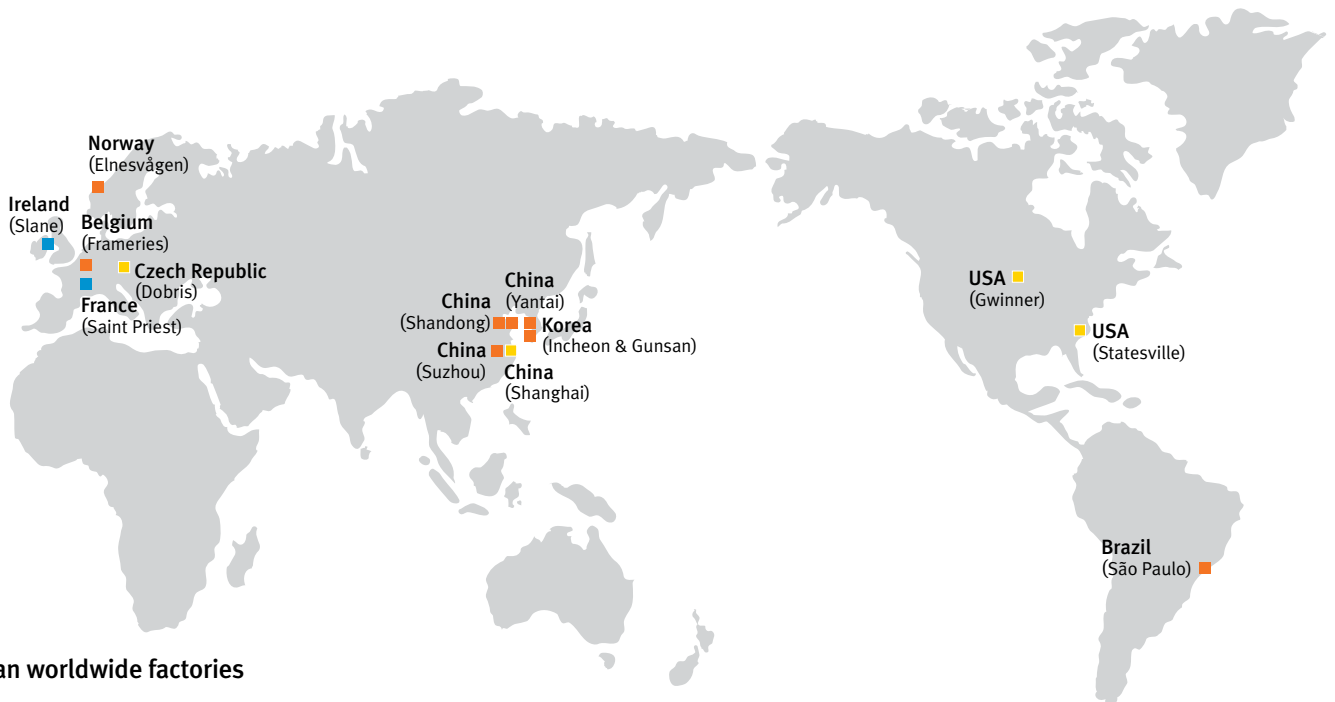 Norway
(Elnesvågen)
Ireland
(Slane)
Belgium
(Frameries)
Czech Republic
(Dobris)
France
(Saint Priest)
China
(Yantai)
China
(Shandong)
Korea
(Incheon & Gunsan)
China
(Suzhou)
China
(Shanghai)
USA
(Gwinner)
USA
(Statesville)
Brazil
(São Paulo)
an worldwide factories